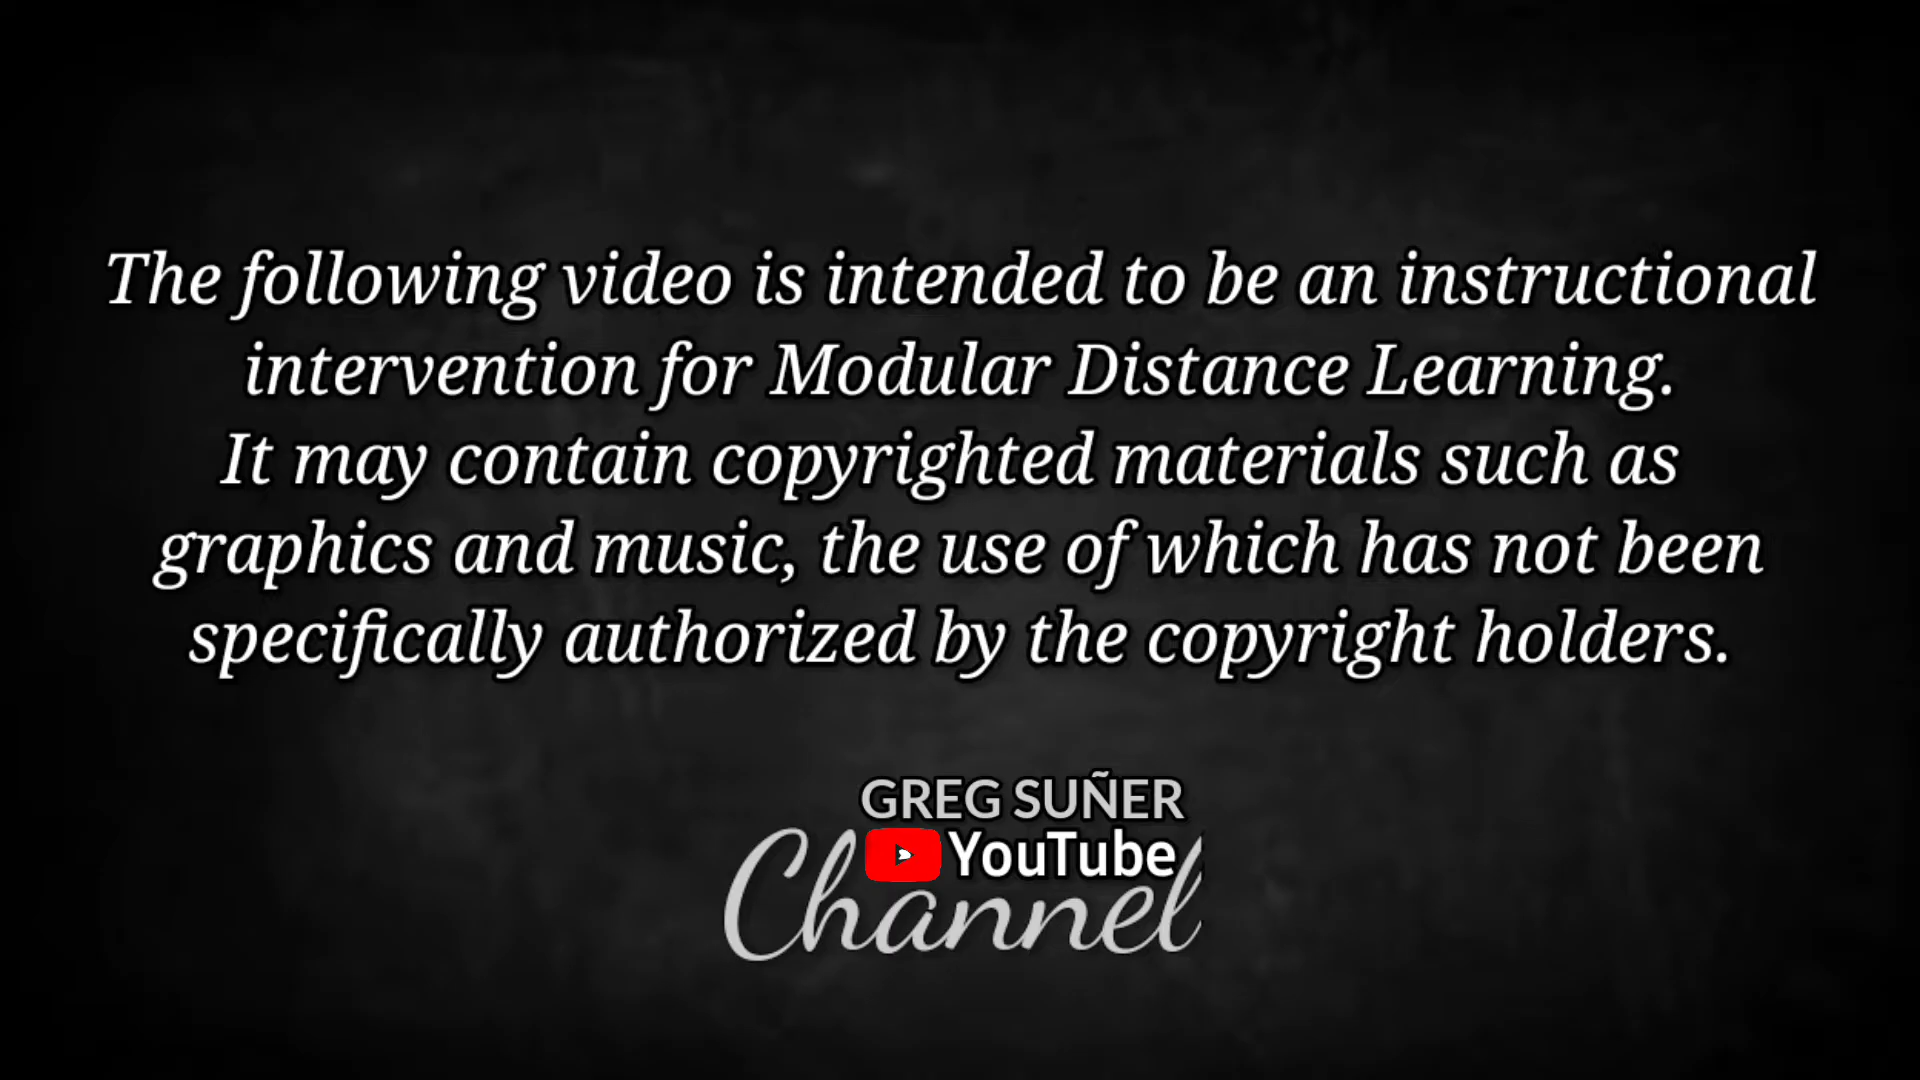 The following video is intended to be an instructional
intervention for Modular Distance Learning.
It may contain copyrighted materials such as
graphics and music, the use of which has not been
specifically authorized by the copyright holders.
GREG SUÑER
YouTube
Channel